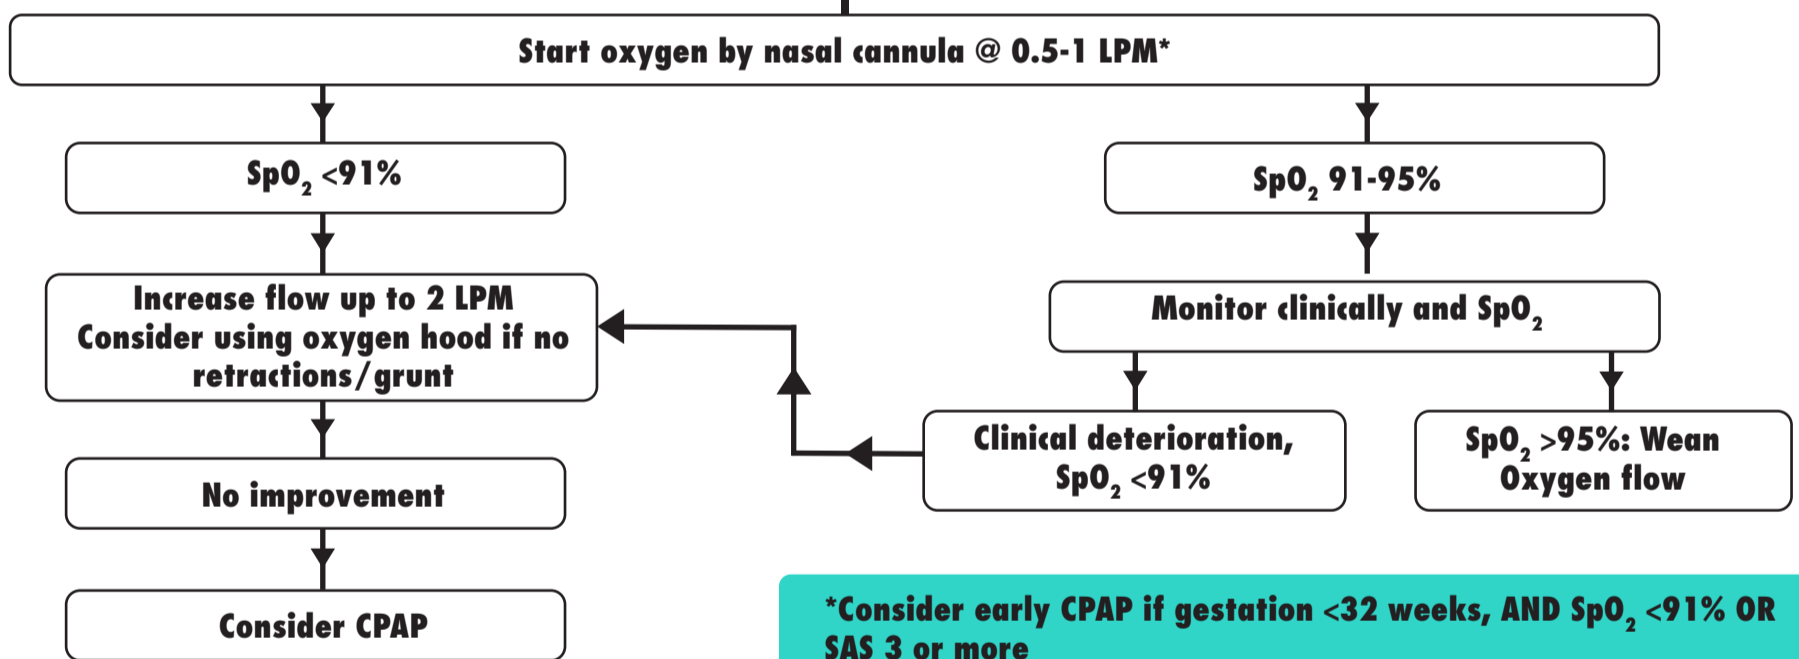 Start oxygen by nasal cannula @ 0.5-1 LPM*
SpO₂ <91%
SpO₂ 91-95%
Increase flow up to 2 LPM
Consider using oxygen hood if no
retractions/grunt
Monitor clinically and SpO₂
Clinical deterioration,
SpO₂ <91%
SpO₂ >95%: Wean
Oxygen flow
No improvement
Consider CPAP
*Consider early CPAP if gestation <32 weeks, AND SpO₂ <91% OR
SAS 3 or more